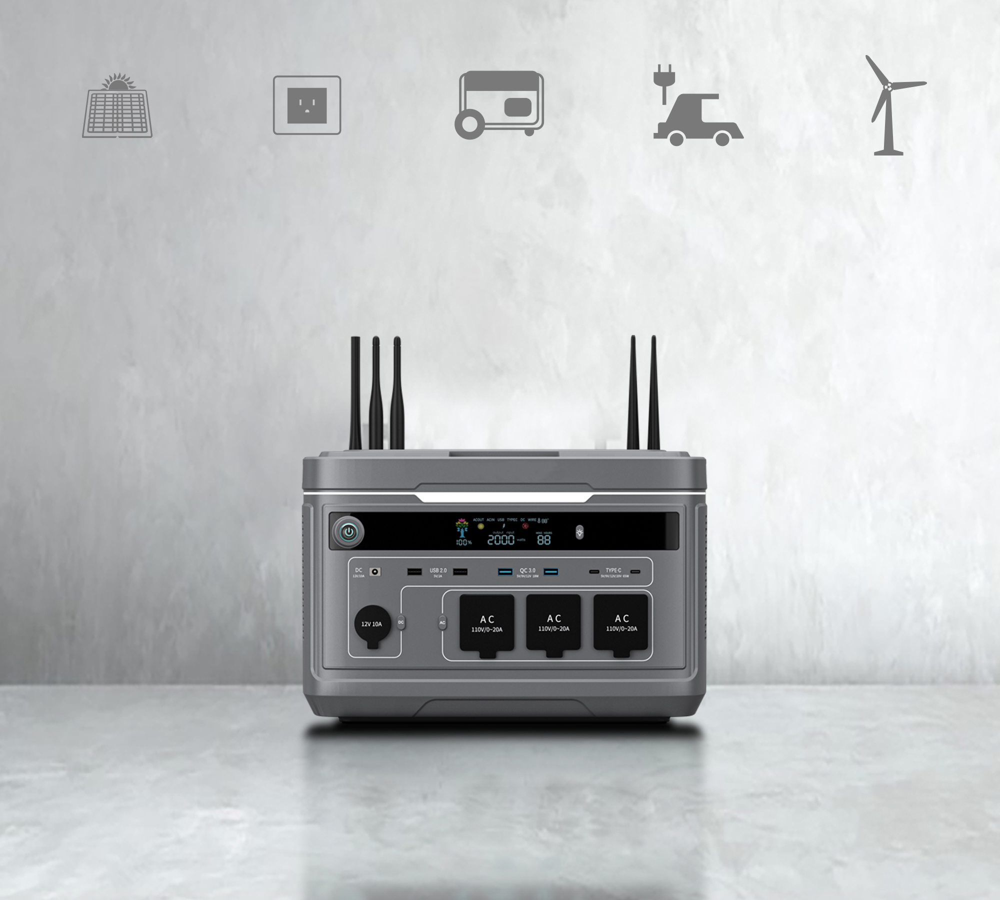 ACOUT ACIN USB TYPEC DC WIRE 88°
output input
MINS HOURS
100%
2000 watts
88
DC
12V/10A
USB 2.0
5V/2A
QC 3.0
5V/9V/12V 18W
TYPE-C
5V/9V/12V/20V 65W
12V 10A
DC
AC
AC
110V/0~20A
AC
110V/0~20A
AC
110V/0~20A